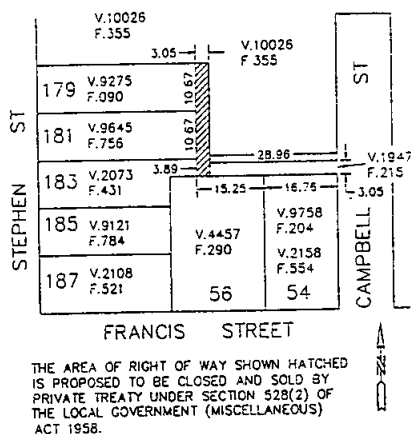 V.10026
F.355
3.05
V.10026
F.355
ST
179 V.9275
F.090
10.67
181 V.9645
F.756
10.67
28.96
V.1947
F.215
183 V.2073
F.431
3.89
15.25
16.76
3.05
STEPHEN ST
185 V.9121
F.784
V.4457
F.290
V.9758
F.204
V.2158
F.554
187 V.2108
F.521
56
54
CAMPBELL
FRANCIS STREET
N
THE AREA OF RIGHT OF WAY SHOWN HATCHED
IS PROPOSED TO BE CLOSED AND SOLD BY
PRIVATE TREATY UNDER SECTION 528(2) OF
THE LOCAL GOVERNMENT (MISCELLANEOUS)
ACT 1958.